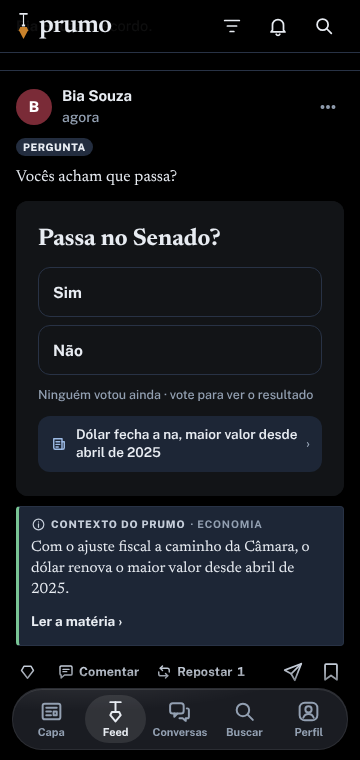 prumo
cordo.
B
Bia Souza
agora
PERGUNTA
Vocês acham que passa?
Passa no Senado?
Sim
Não
Ninguém votou ainda · vote para ver o resultado
Dólar fecha a na, maior valor desde
abril de 2025 ›
CONTEXTO DO PRUMO · ECONOMIA
Com o ajuste fiscal a caminho da Câmara, o
dólar renova o maior valor desde abril de
2025.
Ler a matéria ›
Comentar Repostar 1
Capa Feed Conversas Buscar Perfil